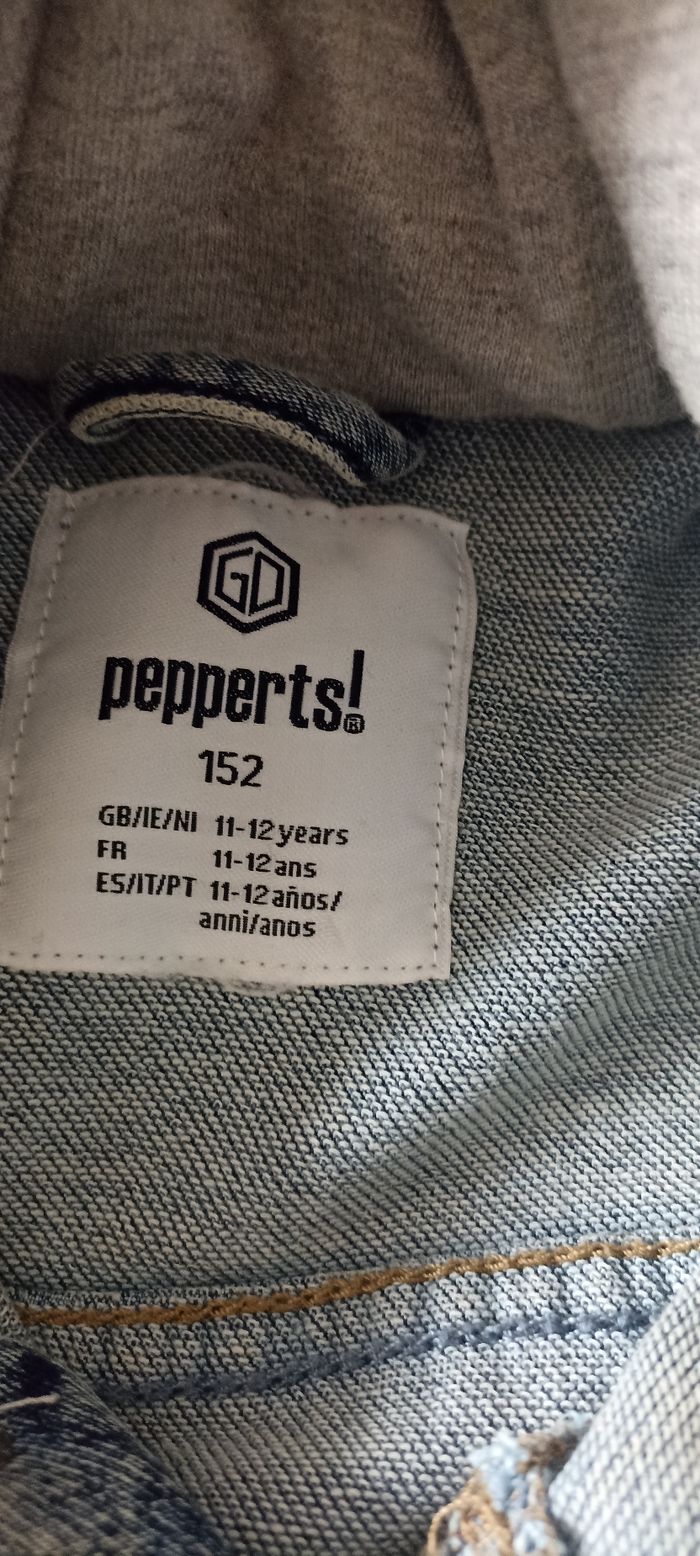 GD
pepperts!®
152
GB/IE/NI 11-12 years
FR 11-12 ans
ES/IT/PT 11-12 años/
anni/anos